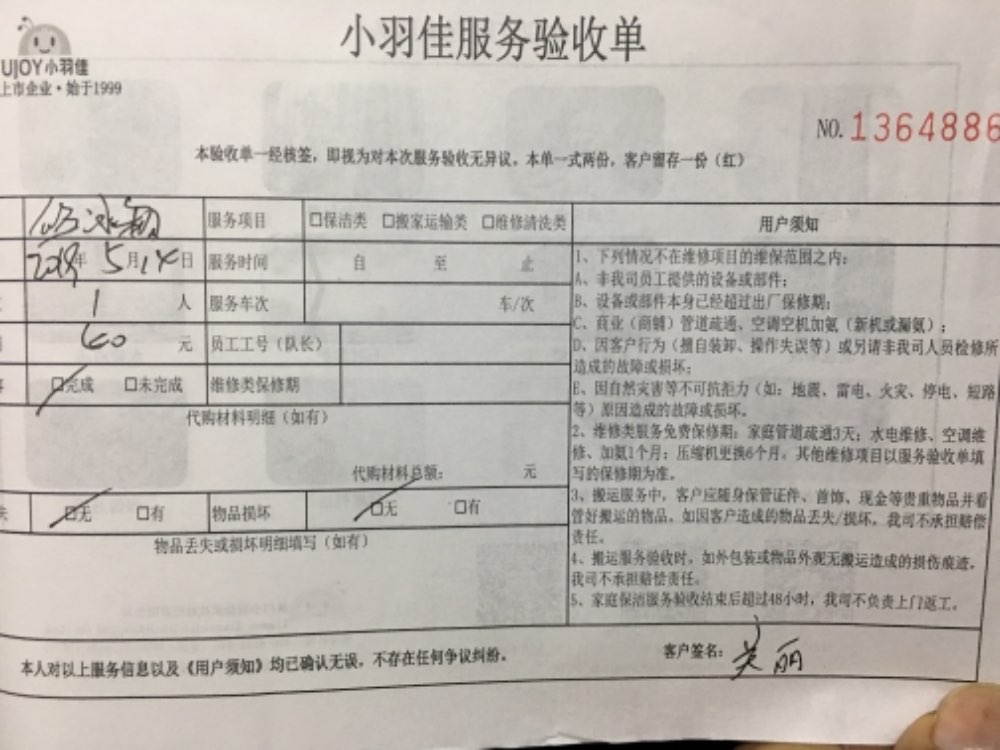 小羽佳服务验收单
UJOY小羽佳
上市企业·始于1999
NO.1364886
本验收单一经核签，即视为对本次服务验收无异议。本单一式两份，客户留存一份（红）
修冰箱 服务项目 □保洁类 □搬家运输类 □维修清洗类
年5月14日 服务时间 自 至 止
1 人 服务车次 车/次
60 元 员工工号（队长）
□完成 □未完成 维修类保修期
代购材料明细（如有）
代购材料总额： 元
□无 □有 物品损坏 □无 □有
物品丢失或损坏明细填写（如有）
用户须知
1、下列情况不在维修项目的维保范围之内：
A、非我司员工提供的设备或部件；
B、设备或部件本身已经超过出厂保修期；
C、商业（商铺）管道疏通、空调空机加氨（新机或漏氨）；
D、因客户行为（擅自装卸、操作失误等）或另请非我司人员检修所
造成的故障或损坏；
E、因自然灾害等不可抗拒力（如：地震、雷电、火灾、停电、短路
等）原因造成的故障或损坏。
2、维修类服务免费保修期：家庭管道疏通3天；水电维修、空调维
修、加氨1个月；压缩机更换6个月。其他维修项目以服务验收单填
写的保修期为准。
3、搬运服务中，客户应随身保管证件、首饰、现金等贵重物品并看
管好搬运的物品。如因客户造成的物品丢失/损坏，我司不承担赔偿
责任。
4、搬运服务验收时，如外包装或物品外观无搬运造成的损伤痕迹，
我司不承担赔偿责任。
5、家庭保洁服务验收结束后超过48小时，我司不负责上门返工。
本人对以上服务信息以及《用户须知》均已确认无误，不存在任何争议纠纷。
客户签名：关丽